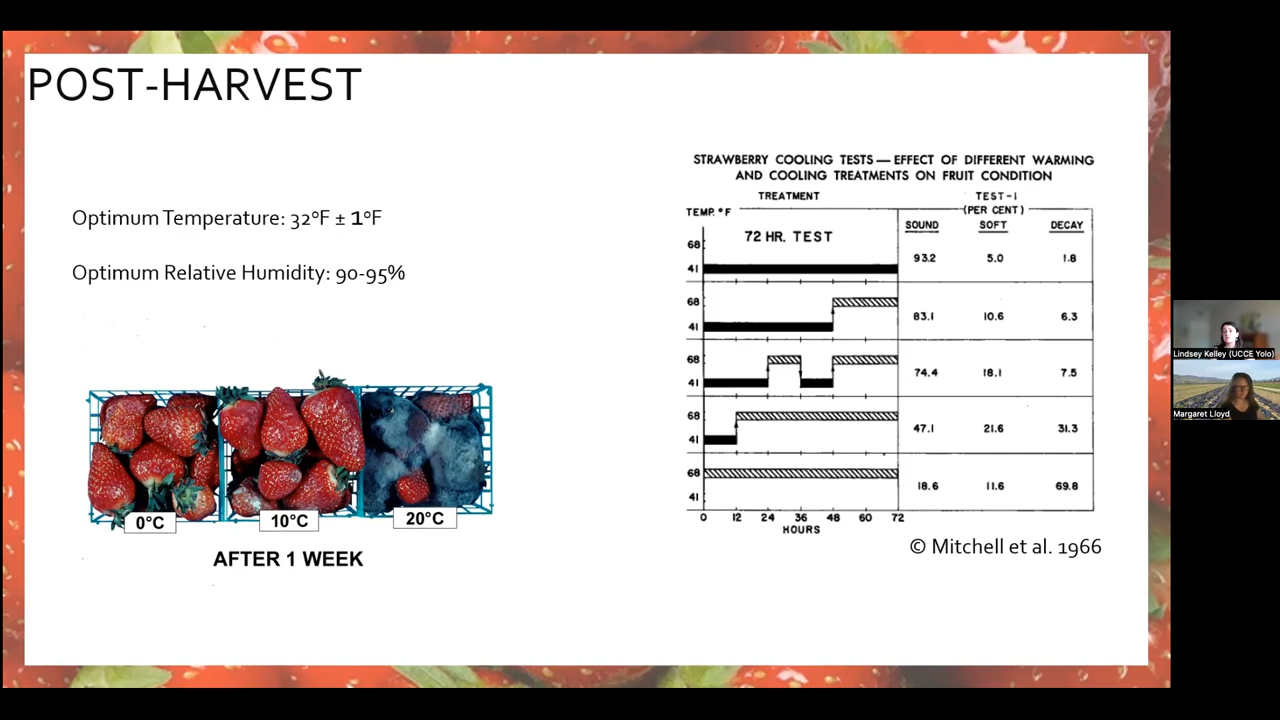 POST-HARVEST
Optimum Temperature: 32°F ± 1°F
Optimum Relative Humidity: 90-95%
0°C
10°C
20°C
AFTER 1 WEEK
STRAWBERRY COOLING TESTS — EFFECT OF DIFFERENT WARMING
AND COOLING TREATMENTS ON FRUIT CONDITION
TREATMENT
TEST-1
TEMP. °F
(PER CENT)
SOUND SOFT DECAY
72 HR. TEST
68
41
93.2 5.0 1.8
68
41
83.1 10.6 6.3
68
41
74.4 18.1 7.5
68
41
47.1 21.6 31.3
68
41
18.6 11.6 69.8
0 12 24 36 48 60 72
HOURS
© Mitchell et al. 1966
Lindsey Kelley (UCCE Yolo)
Margaret Lloyd